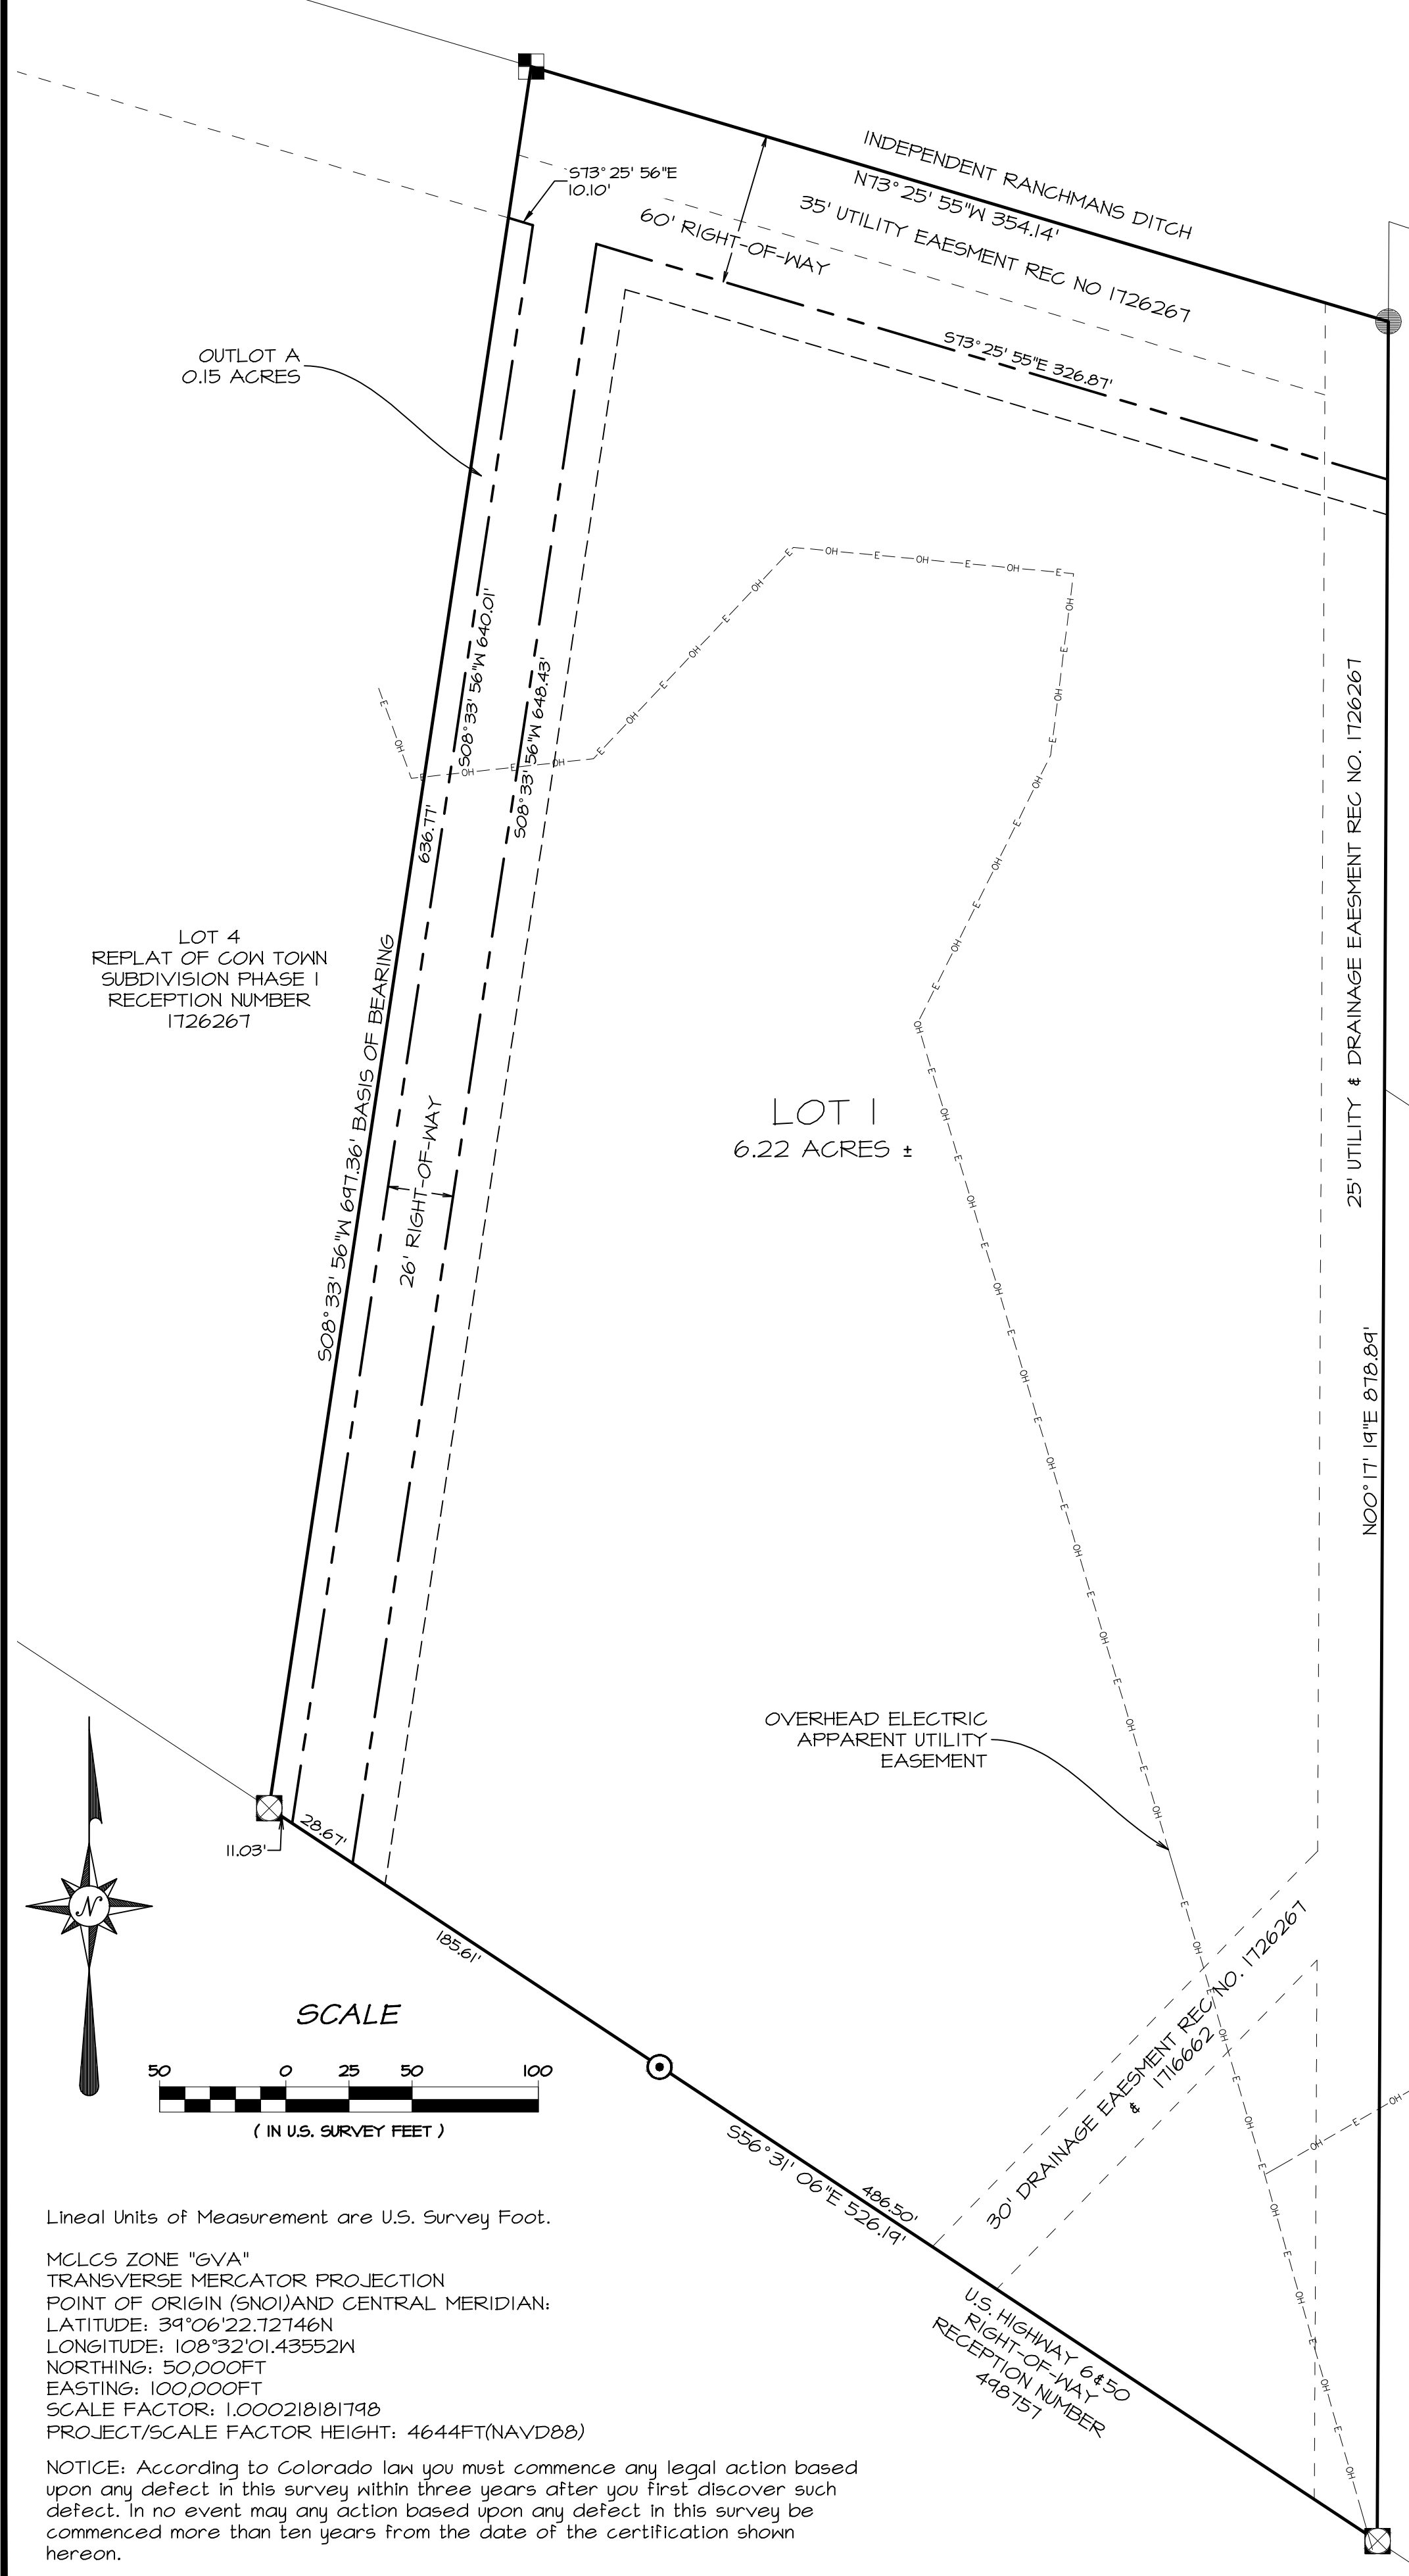 INDEPENDENT RANCHMANS DITCH
N73° 25' 55"W 354.14'
35' UTILITY EAESMENT REC NO 1726267
60' RIGHT-OF-WAY
S73° 25' 56"E
10.10'
S73° 25' 55"E 326.87'
OUTLOT A
0.15 ACRES
S08° 33' 56"W 640.01'
S08° 33' 56"W 648.43'
636.77'
25' UTILITY & DRAINAGE EAESMENT REC NO. 1726267
LOT 4
REPLAT OF COW TOWN
SUBDIVISION PHASE I
RECEPTION NUMBER
1726267
S08° 33' 56"W 697.36' BASIS OF BEARING
26' RIGHT-OF-WAY
LOT 1
6.22 ACRES ±
N00° 17' 19"E 878.89'
OVERHEAD ELECTRIC
APPARENT UTILITY
EASEMENT
11.03'
28.67'
185.61'
N
30' DRAINAGE EAESMENT REC NO. 1726267
&
1716662
SCALE
50 0 25 50 100
( IN U.S. SURVEY FEET )
486.50'
S56° 31' 06"E 526.19'
U.S. HIGHWAY 6&50
RIGHT-OF-WAY
RECEPTION NUMBER
498757
Lineal Units of Measurement are U.S. Survey Foot.
MCLCS ZONE "GVA"
TRANSVERSE MERCATOR PROJECTION
POINT OF ORIGIN (SN01)AND CENTRAL MERIDIAN:
LATITUDE: 39°06'22.72746N
LONGITUDE: 108°32'01.43552W
NORTHING: 50,000FT
EASTING: 100,000FT
SCALE FACTOR: 1.000218181798
PROJECT/SCALE FACTOR HEIGHT: 4644FT(NAVD88)
NOTICE: According to Colorado law you must commence any legal action based
upon any defect in this survey within three years after you first discover such
defect. In no event may any action based upon any defect in this survey be
commenced more than ten years from the date of the certification shown
hereon.